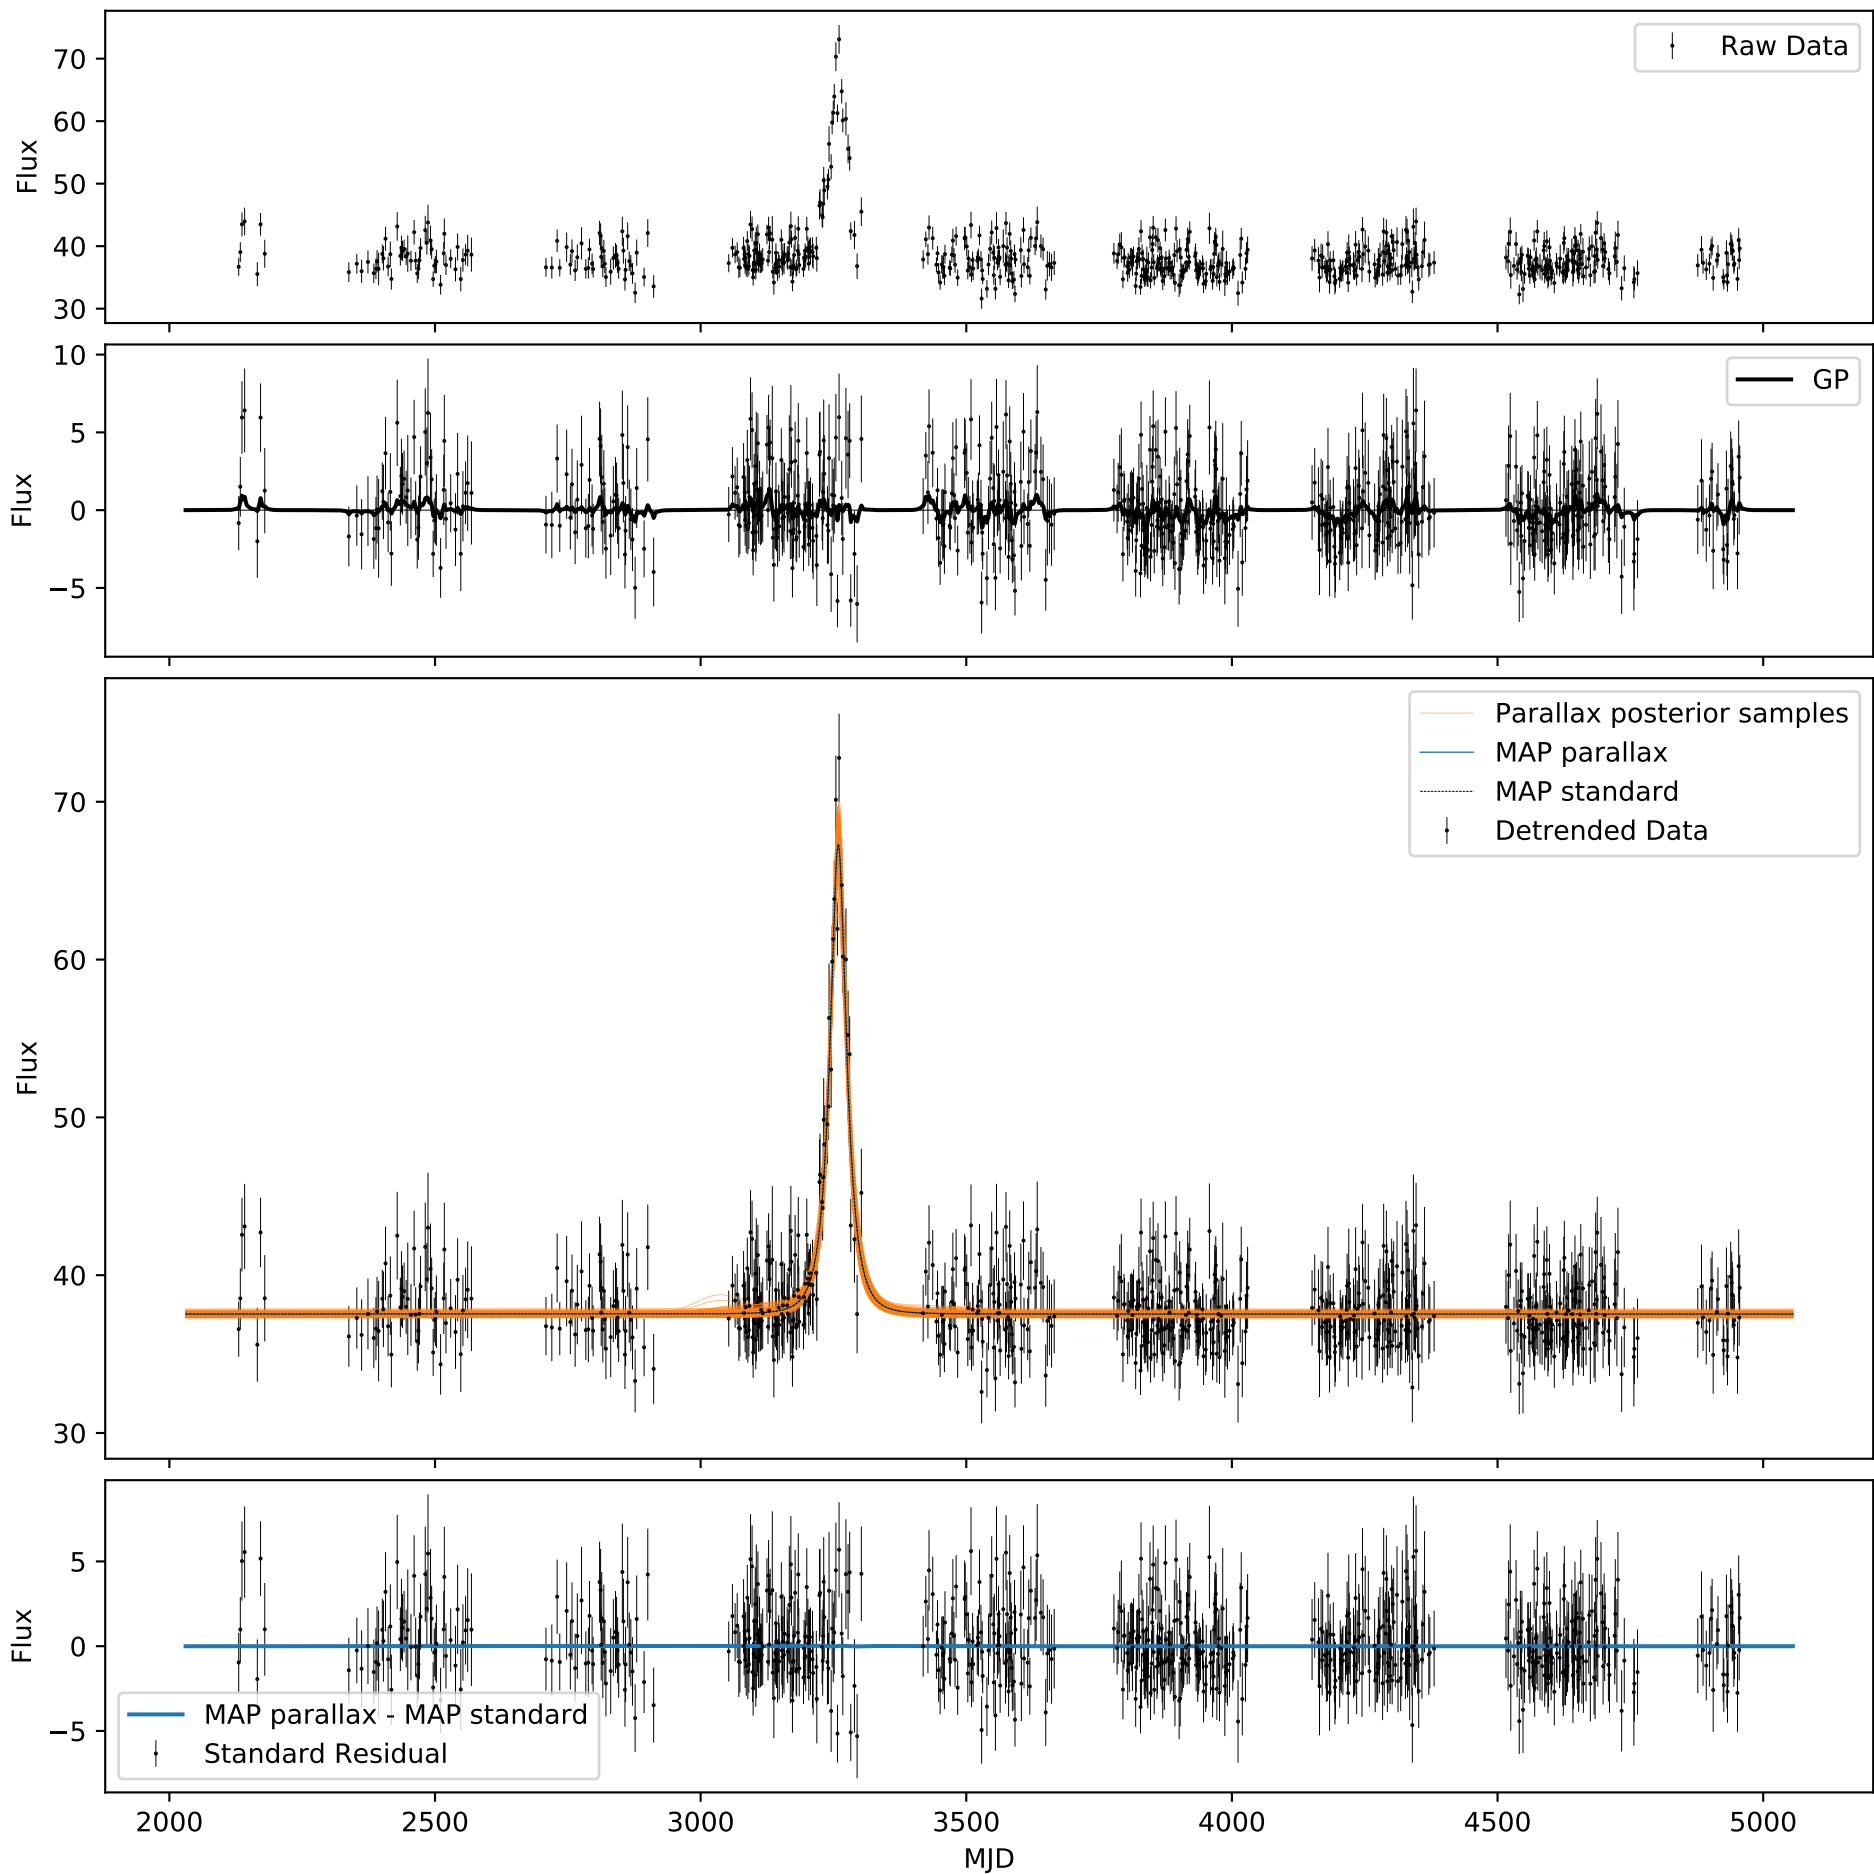 70
60
50
40
30
Flux
Raw Data
10
5
0
−5
Flux
GP
70
60
50
40
30
Flux
Parallax posterior samples
MAP parallax
MAP standard
Detrended Data
5
0
−5
Flux
MAP parallax - MAP standard
Standard Residual
2000 2500 3000 3500 4000 4500 5000
MJD